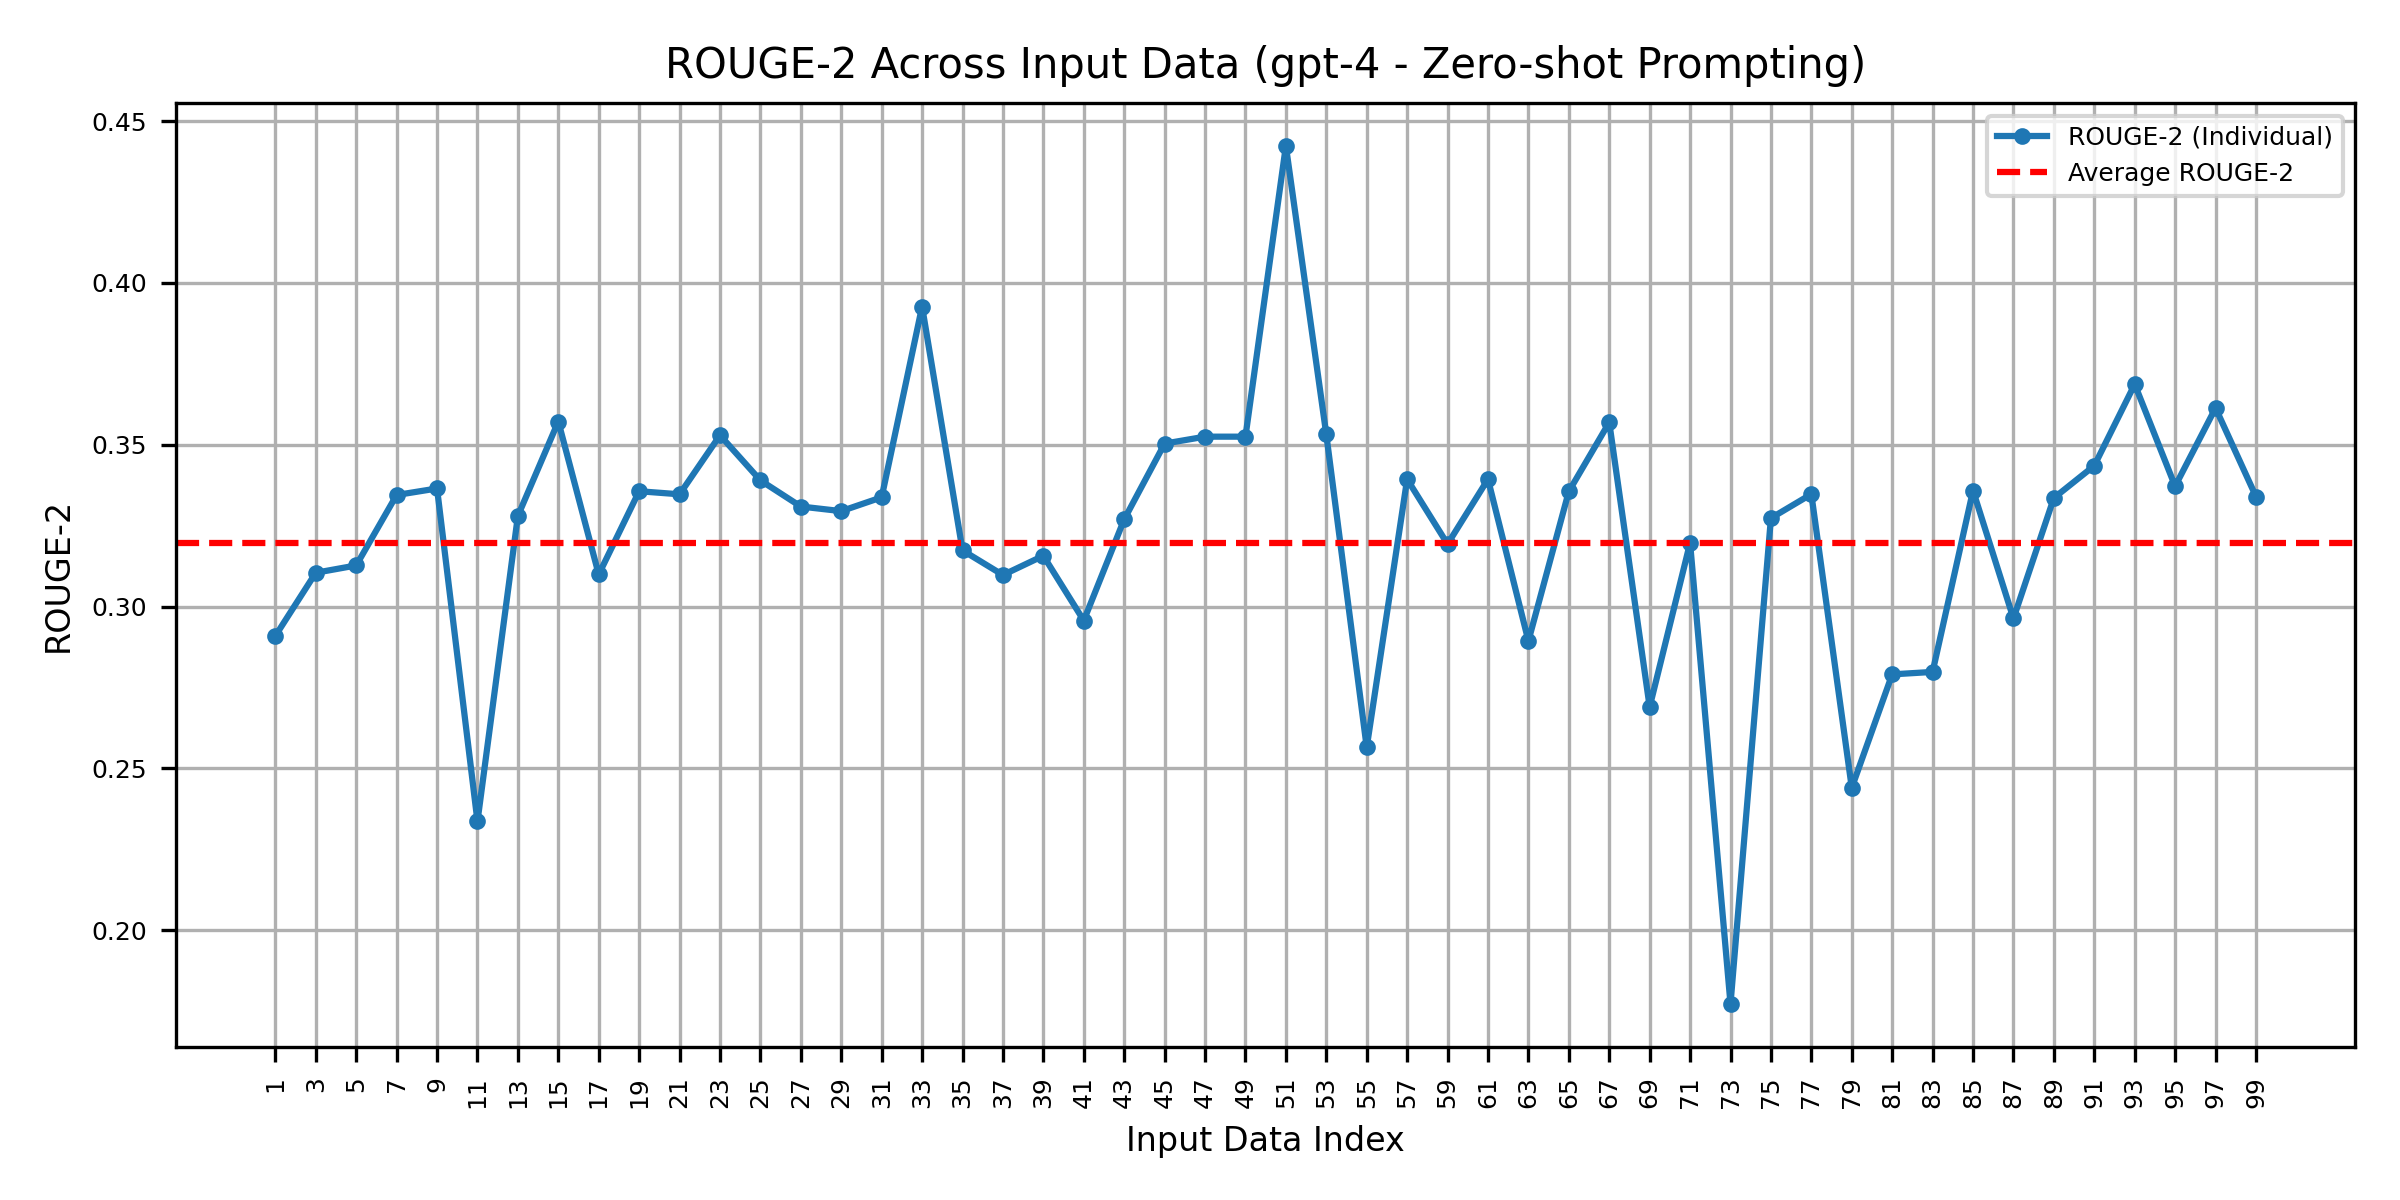 ROUGE-2 Across Input Data (gpt-4 - Zero-shot Prompting)
ROUGE-2 (Individual)
Average ROUGE-2
ROUGE-2
0.45
0.40
0.35
0.30
0.25
0.20
1 3 5 7 9 11 13 15 17 19 21 23 25 27 29 31 33 35 37 39 41 43 45 47 49 51 53 55 57 59 61 63 65 67 69 71 73 75 77 79 81 83 85 87 89 91 93 95 97 99
Input Data Index